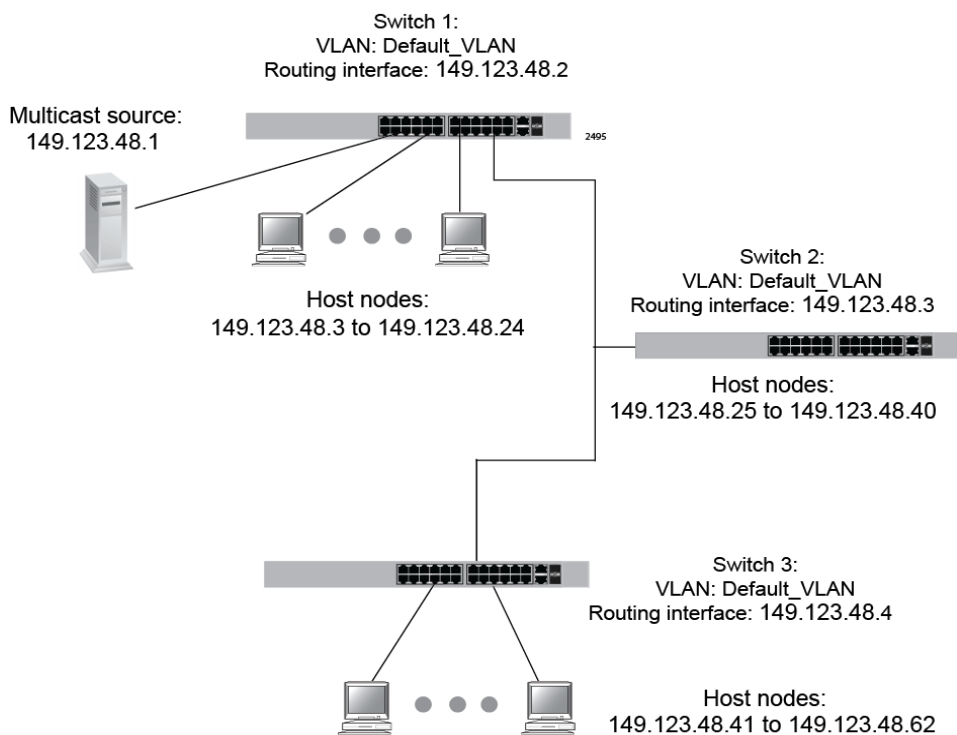 Switch 1:
VLAN: Default_VLAN
Routing interface: 149.123.48.2
Multicast source:
149.123.48.1
2495
Host nodes:
149.123.48.3 to 149.123.48.24
Switch 2:
VLAN: Default_VLAN
Routing interface: 149.123.48.3
Host nodes:
149.123.48.25 to 149.123.48.40
Switch 3:
VLAN: Default_VLAN
Routing interface: 149.123.48.4
Host nodes:
149.123.48.41 to 149.123.48.62